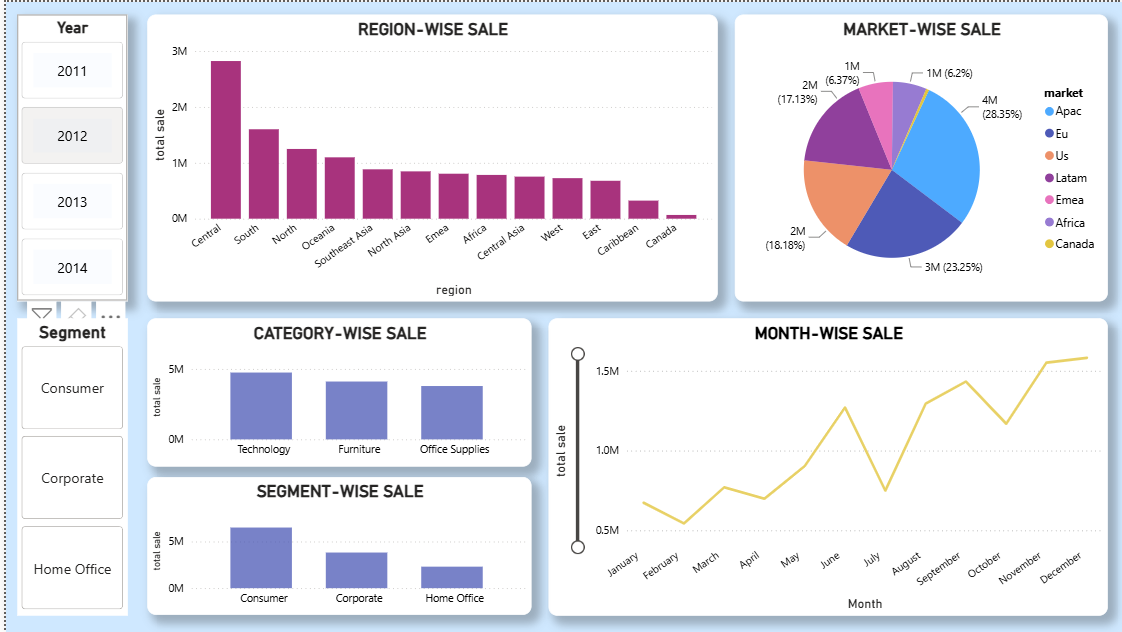 Year
2011
2012
2013
2014
Segment
Consumer
Corporate
Home Office
REGION-WISE SALE
total sale
3M
2M
1M
0M
Central
South
North
Oceania
Southeast Asia
North Asia
Emea
Africa
Central Asia
West
East
Caribbean
Canada
region
MARKET-WISE SALE
1M
(6.37%)
1M (6.2%)
2M
(17.13%)
4M
(28.35%)
2M
(18.18%)
3M (23.25%)
market
Apac
Eu
Us
Latam
Emea
Africa
Canada
CATEGORY-WISE SALE
total sale
5M
0M
Technology
Furniture
Office Supplies
SEGMENT-WISE SALE
total sale
5M
0M
Consumer
Corporate
Home Office
MONTH-WISE SALE
total sale
1.5M
1.0M
0.5M
January
February
March
April
May
June
July
August
September
October
November
December
Month